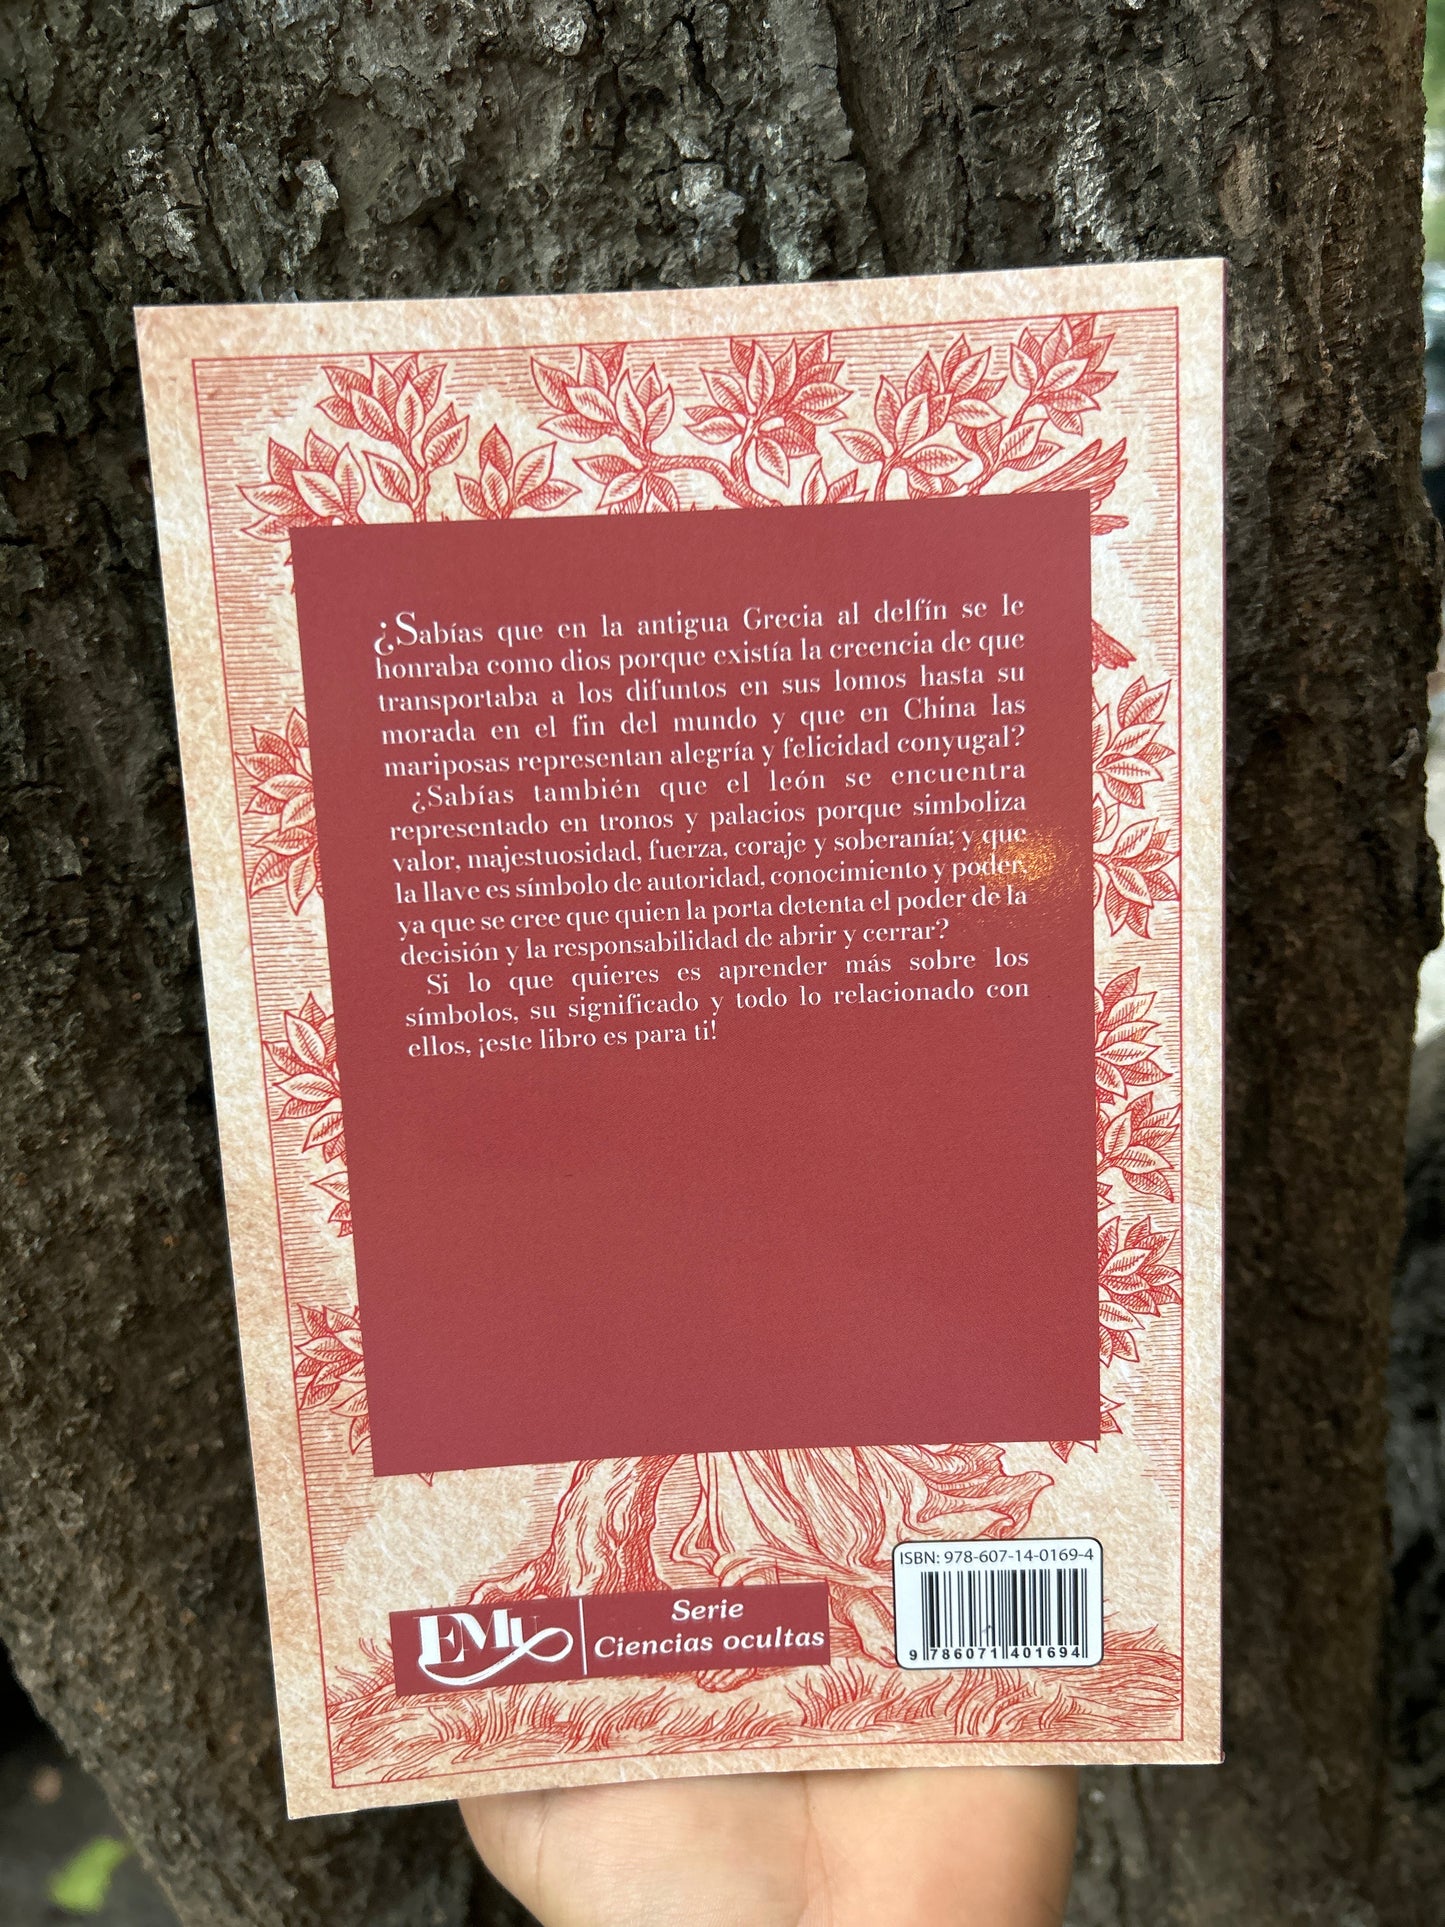 ¿Sabías que en la antigua Grecia al delfín se le
honraba como dios porque existía la creencia de que
transportaba a los difuntos en sus lomos hasta su
morada en el fin del mundo y que en China las
mariposas representan alegría y felicidad conyugal?
¿Sabías también que el león se encuentra
representado en tronos y palacios porque simboliza
valor, majestuosidad, fuerza, coraje y soberanía; y que
la llave es símbolo de autoridad, conocimiento y poder,
ya que se cree que quien la porta detenta el poder de la
decisión y la responsabilidad de abrir y cerrar?
Si lo que quieres es aprender más sobre los
símbolos, su significado y todo lo relacionado con
ellos, ¡este libro es para ti!
EMU
Serie
Ciencias ocultas
ISBN: 978-607-14-0169-4
9 786071 401694